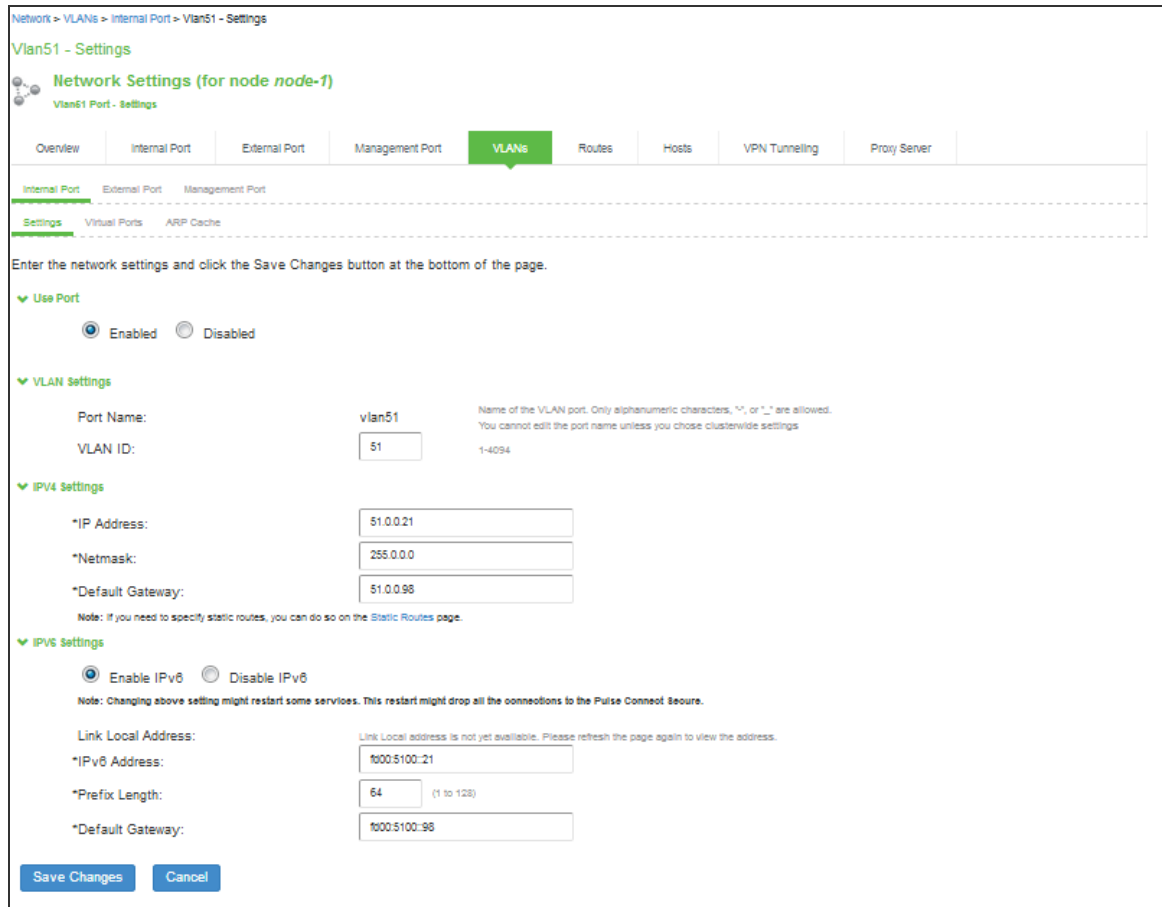 Network > VLANs > Internal Port > Vlan51 - Settings
Vlan51 - Settings
Network Settings (for node node-1)
Vlan51 Port - Settings
Overview Internal Port External Port Management Port VLANs Routes Hosts VPN Tunneling Proxy Server
Internal Port External Port Management Port
Settings Virtual Ports ARP Cache
Enter the network settings and click the Save Changes button at the bottom of the page.
Use Port
Enabled Disabled
VLAN Settings
Port Name: vlan51 Name of the VLAN port. Only alphanumeric characters, "-", or "_" are allowed.
You cannot edit the port name unless you chose clusterwide settings
VLAN ID: 51 1-4094
IPV4 Settings
*IP Address: 51.0.0.21
*Netmask: 255.0.0.0
*Default Gateway: 51.0.0.98
Note: If you need to specify static routes, you can do so on the Static Routes page.
IPV6 Settings
Enable IPv6 Disable IPv6
Note: Changing above setting might restart some services. This restart might drop all the connections to the Pulse Connect Secure.
Link Local Address: Link Local address is not yet available. Please refresh the page again to view the address.
*IPv6 Address: fd00:5100::21
*Prefix Length: 64 (1 to 128)
*Default Gateway: fd00:5100::98
Save Changes Cancel